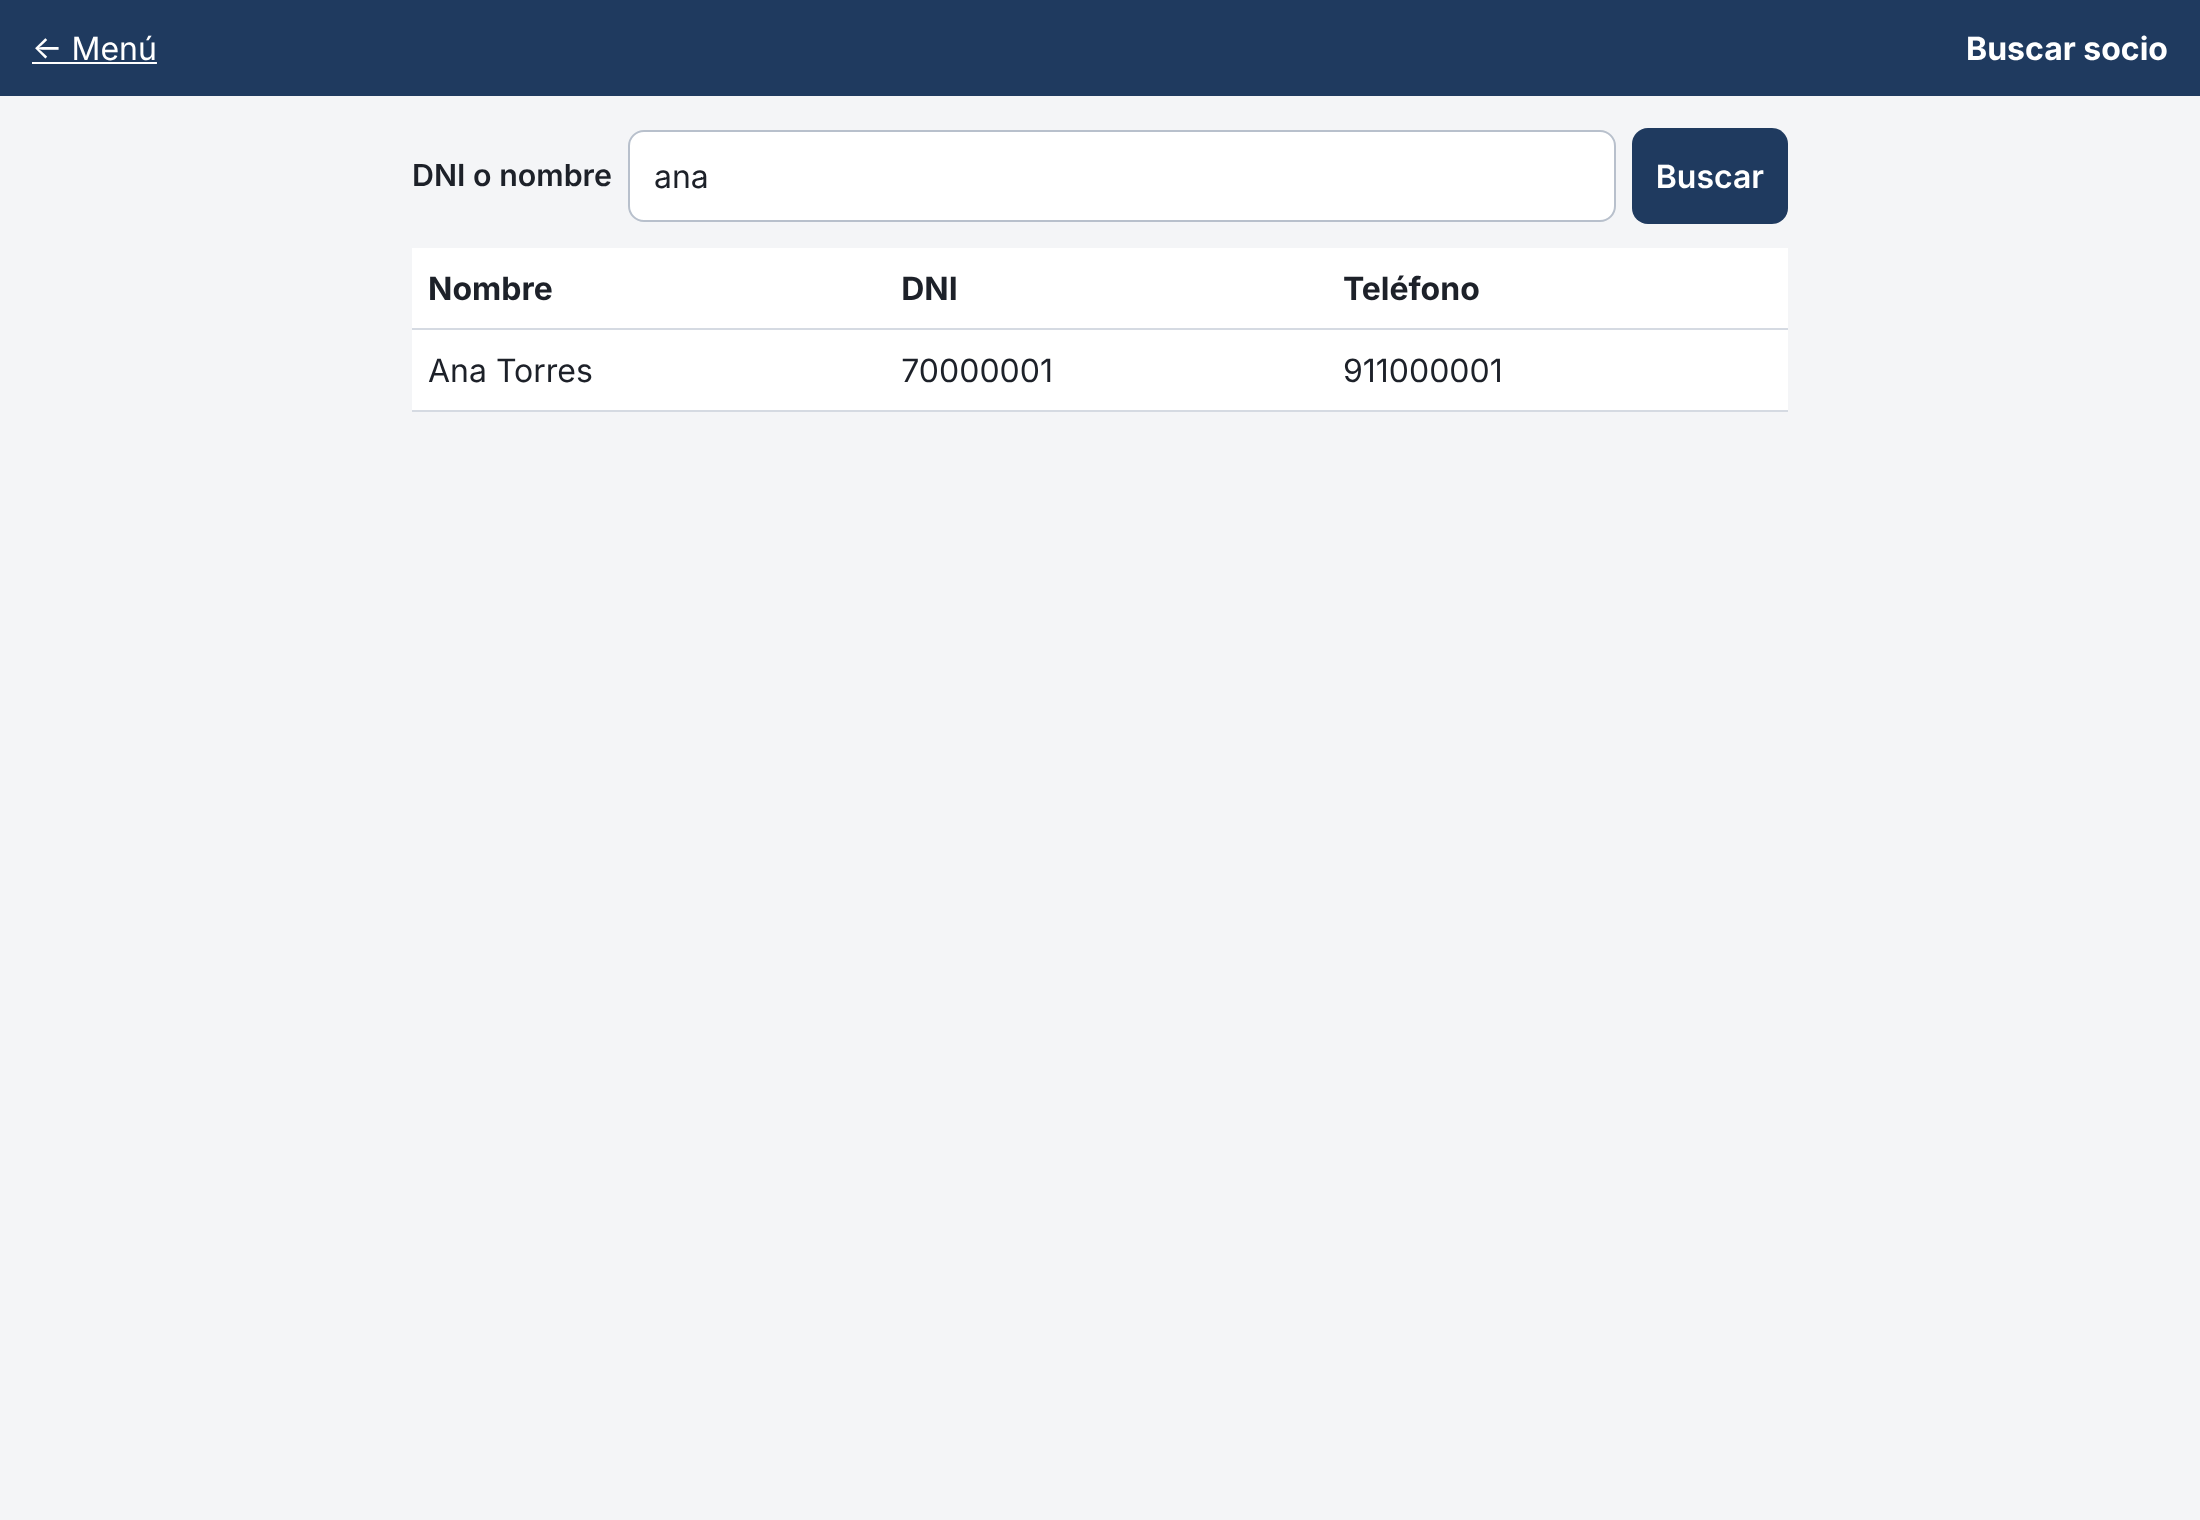 ← Menú
Buscar socio
DNI o nombre
ana
Buscar
Nombre DNI Teléfono
Ana Torres 70000001 911000001